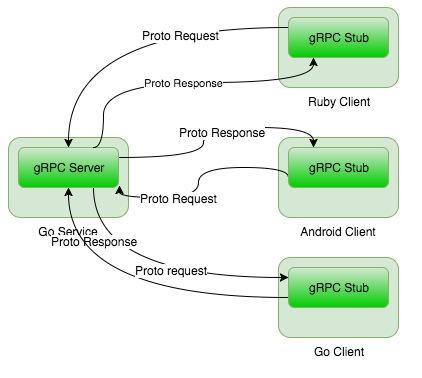 gRPC Stub
Proto Request
Proto Response
Ruby Client
Proto Response
gRPC Server
gRPC Stub
Proto Request
Go Service
Android Client
Proto Response
Proto request
gRPC Stub
Go Client